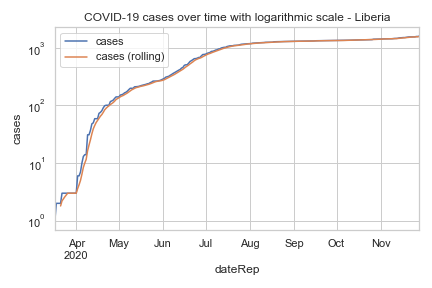 COVID-19 cases over time with logarithmic scale - Liberia
cases
cases (rolling)
10³
10²
10¹
10⁰
cases
Apr
2020
May
Jun
Jul
Aug
Sep
Oct
Nov
dateRep